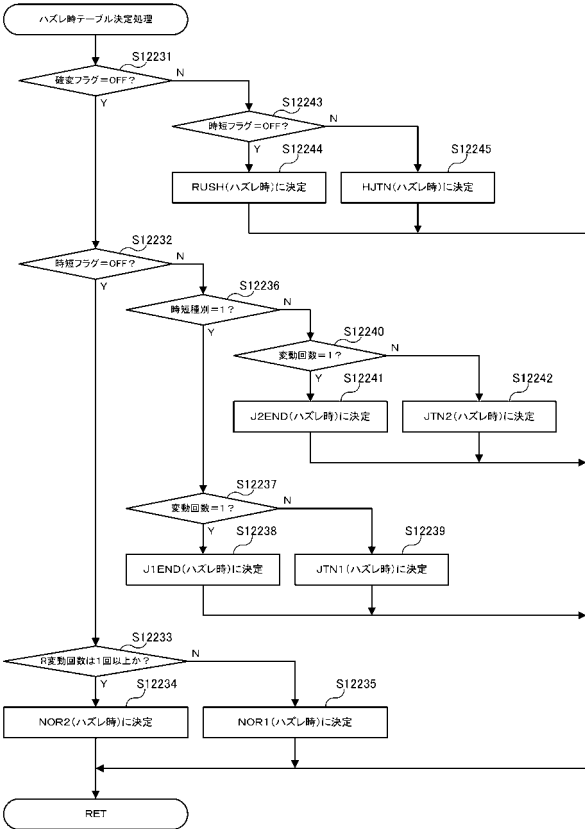 ハズレ時テーブル決定処理
S12231
確変フラグ=OFF?
N
Y
S12243
時短フラグ=OFF?
N
Y
S12244
S12245
RUSH(ハズレ時)に決定
HJTN(ハズレ時)に決定
S12232
時短フラグ=OFF?
N
Y
S12236
時短種別=1?
N
Y
S12240
変動回数=1?
N
Y
S12241
S12242
J2END(ハズレ時)に決定
JTN2(ハズレ時)に決定
S12237
変動回数=1?
N
Y
S12238
S12239
J1END(ハズレ時)に決定
JTN1(ハズレ時)に決定
S12233
R変動回数は1回以上か?
N
Y
S12234
S12235
NOR2(ハズレ時)に決定
NOR1(ハズレ時)に決定
RET